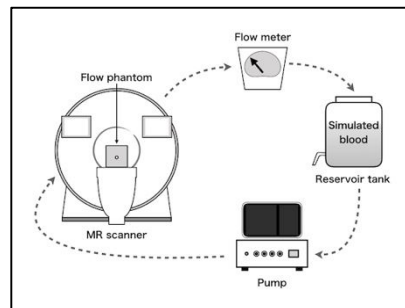 Flow meter
Flow phantom
Simulated
blood
Reservoir tank
MR scanner
Pump